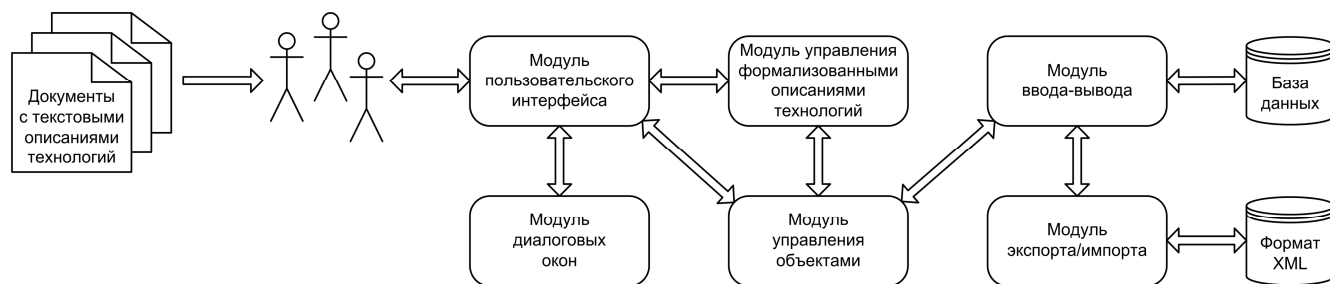 Документы
с текстовыми
описаниями
технологий
Модуль
пользовательского
интерфейса
Модуль управления
формализованными
описаниями
технологий
Модуль
ввода-вывода
База
данных
Модуль
диалоговых
окон
Модуль
управления
объектами
Модуль
экспорта/импорта
Формат
XML